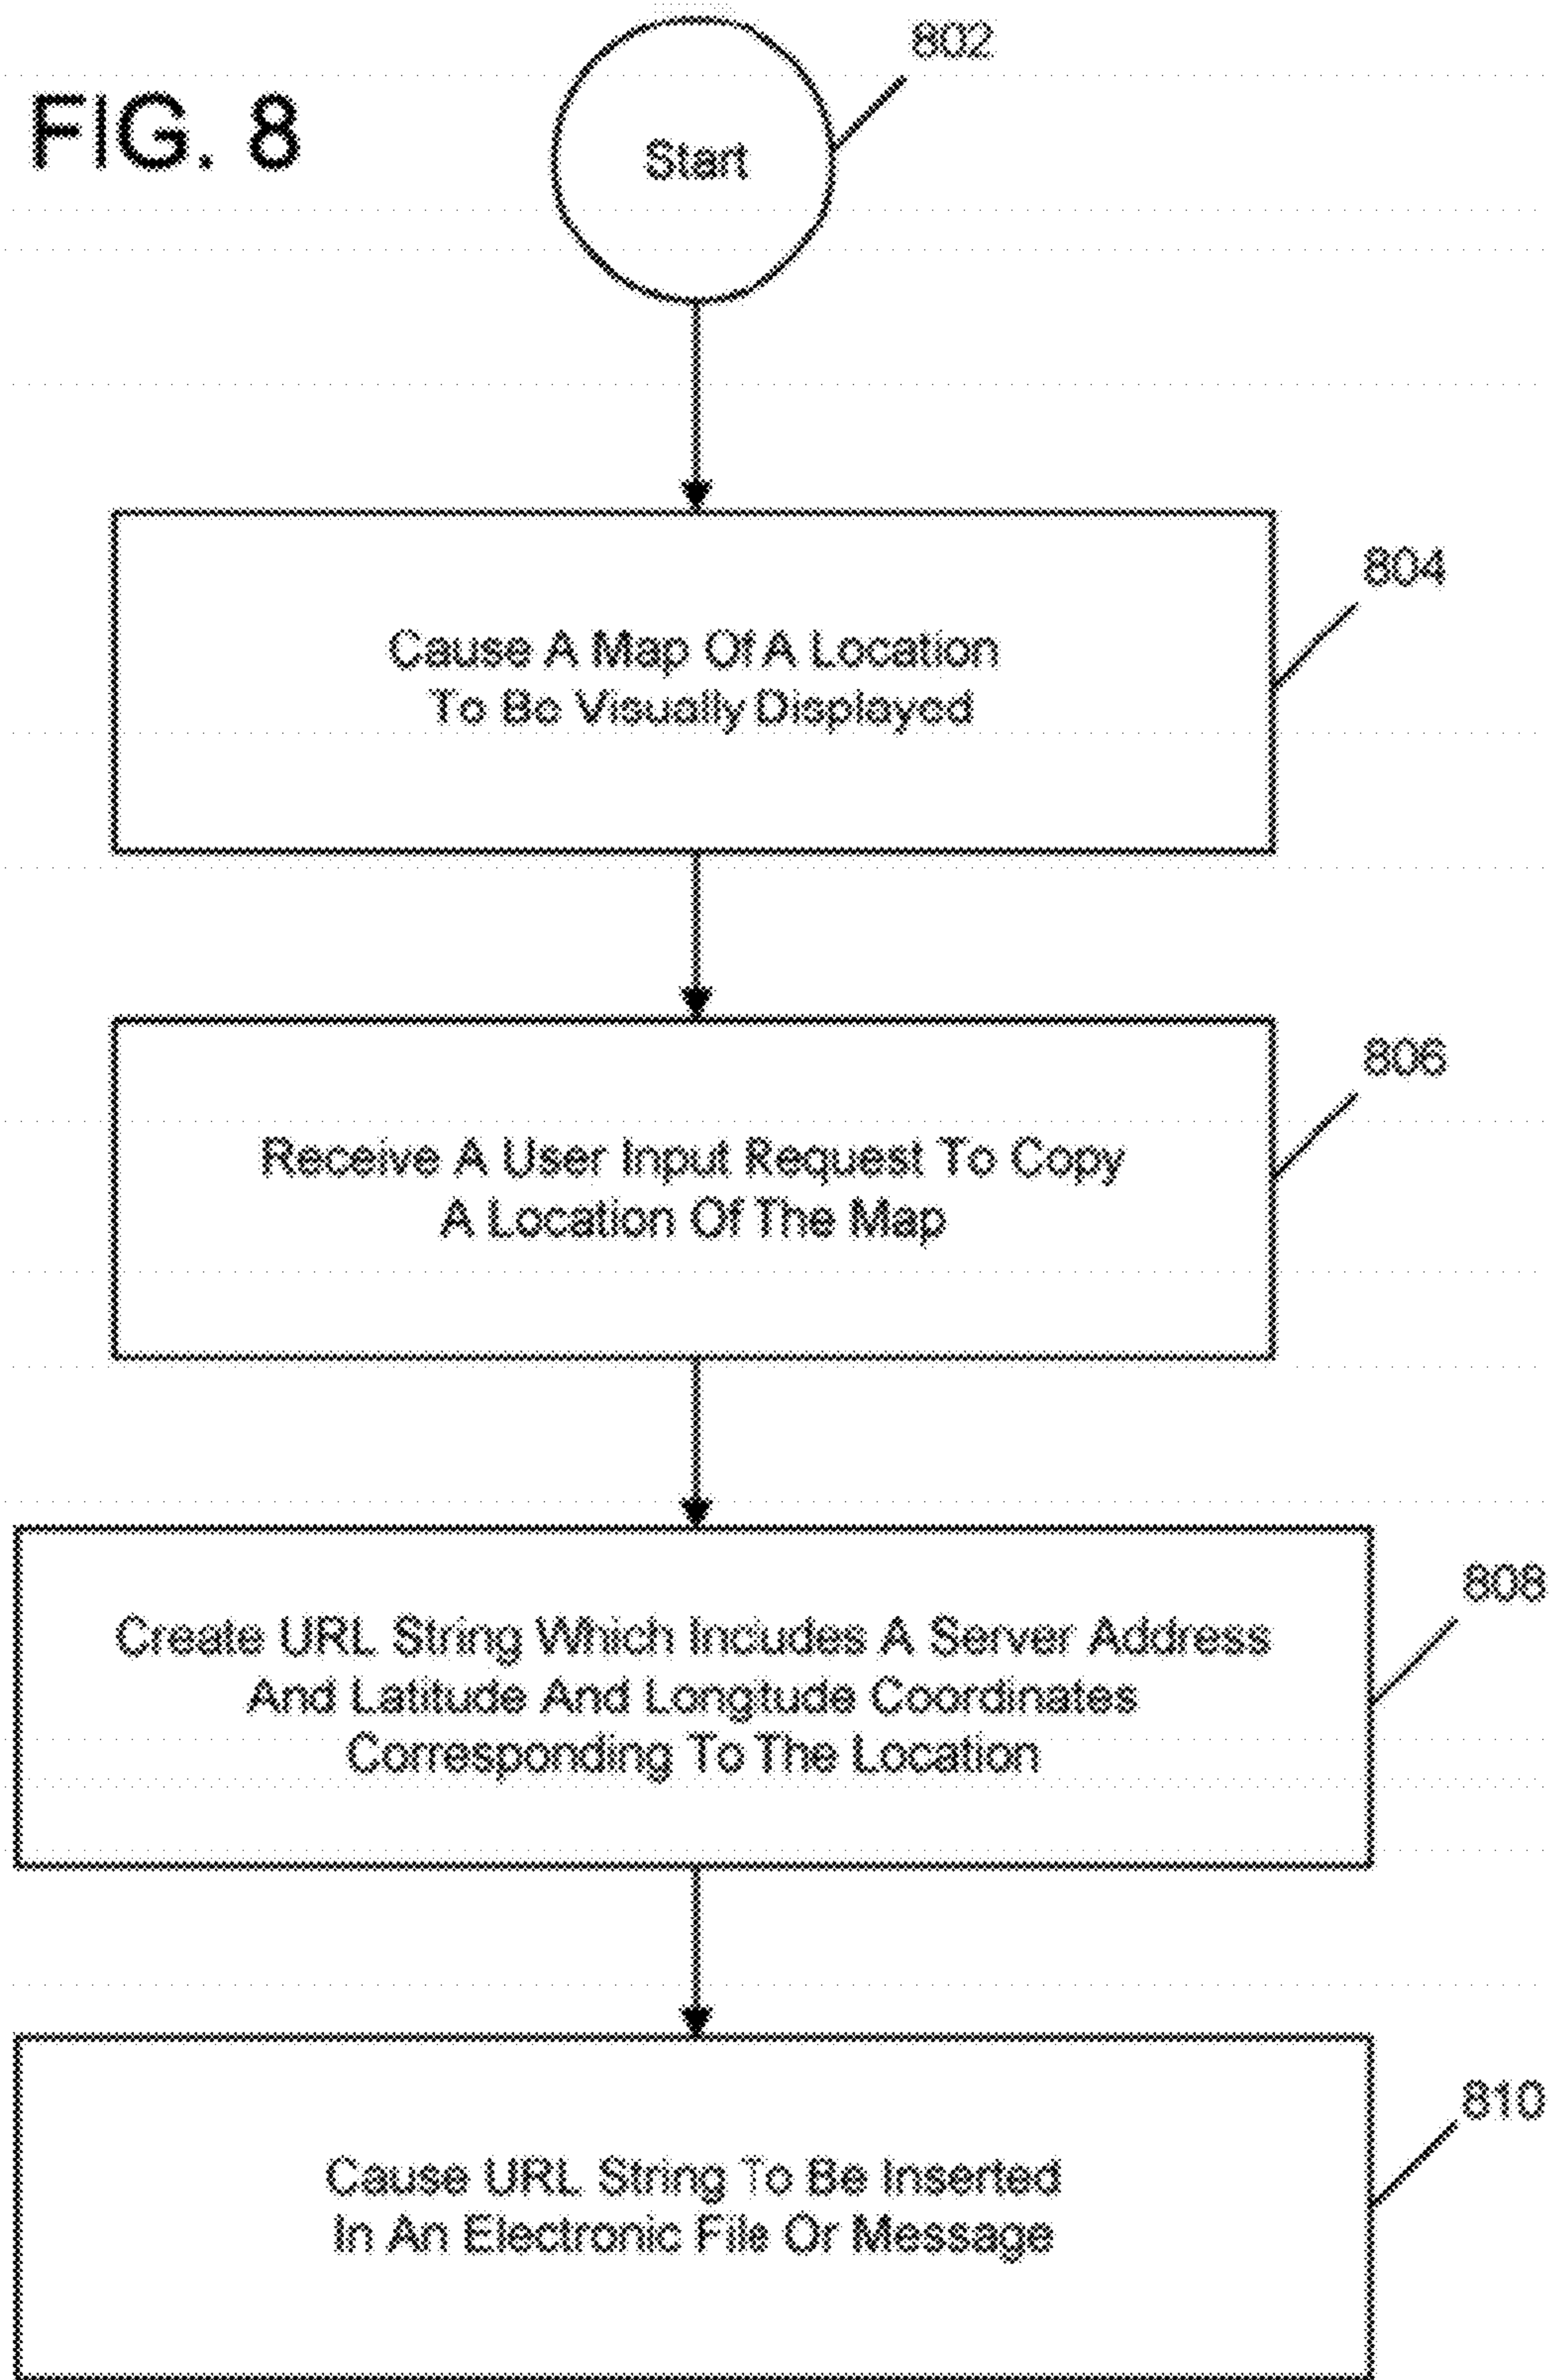 FIG. 8
802
Start
804
Cause A Map Of A Location
To Be Visually Displayed
806
Receive A User Input Request To Copy
A Location Of The Map
808
Create URL String Which Includes A Server Address
And Latitude And Longitude Coordinates
Corresponding To The Location
810
Cause URL String To Be Inserted
In An Electronic File Or Message